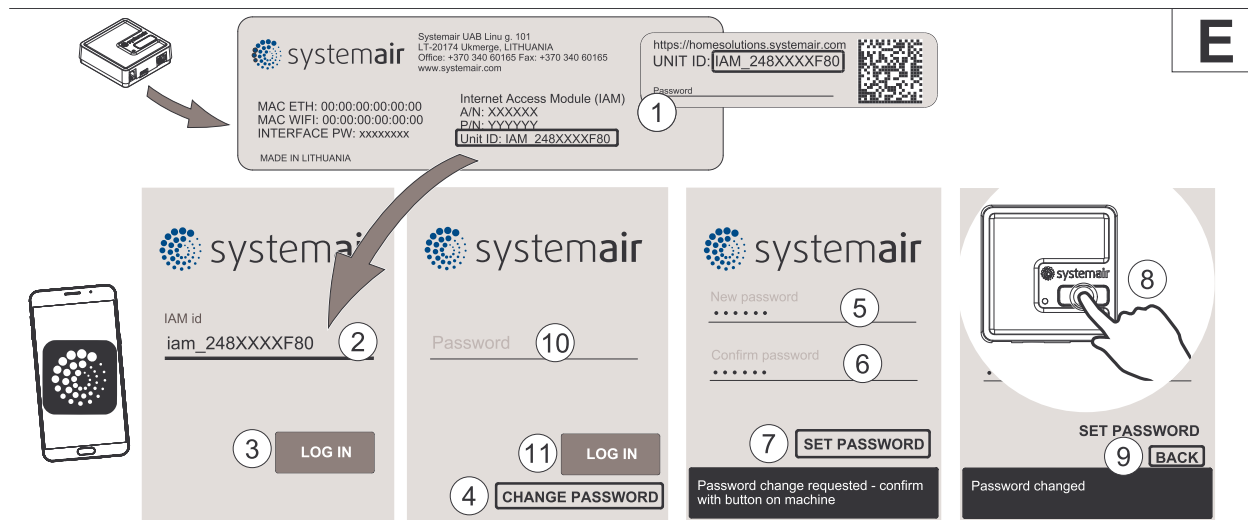 E
systemair
Systemair UAB Linu g. 101
LT-20174 Ukmerge, LITHUANIA
Office: +370 340 60165 Fax: +370 340 60165
www.systemair.com
MAC ETH: 00:00:00:00:00:00
MAC WIFI: 00:00:00:00:00:00
INTERFACE PW: xxxxxxxx
MADE IN LITHUANIA
Internet Access Module (IAM)
A/N: XXXXXX
P/N: YYYYYY
Unit ID: IAM_248XXXXF80
1
https://homesolutions.systemair.com
UNIT ID: IAM_248XXXXF80
Password
systemair
IAM id
iam_248XXXXF80
2
3
LOG IN
systemair
Password
10
11
LOG IN
4
CHANGE PASSWORD
systemair
New password
••••••
5
Confirm password
••••••
6
7
SET PASSWORD
Password change requested - confirm
with button on machine
systemair
8
SET PASSWORD
9
BACK
Password changed